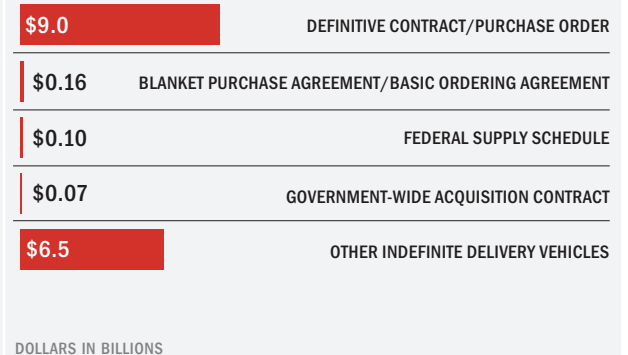 $9.0 DEFINITIVE CONTRACT/PURCHASE ORDER
$0.16 BLANKET PURCHASE AGREEMENT/BASIC ORDERING AGREEMENT
$0.10 FEDERAL SUPPLY SCHEDULE
$0.07 GOVERNMENT-WIDE ACQUISITION CONTRACT
$6.5 OTHER INDEFINITE DELIVERY VEHICLES
DOLLARS IN BILLIONS